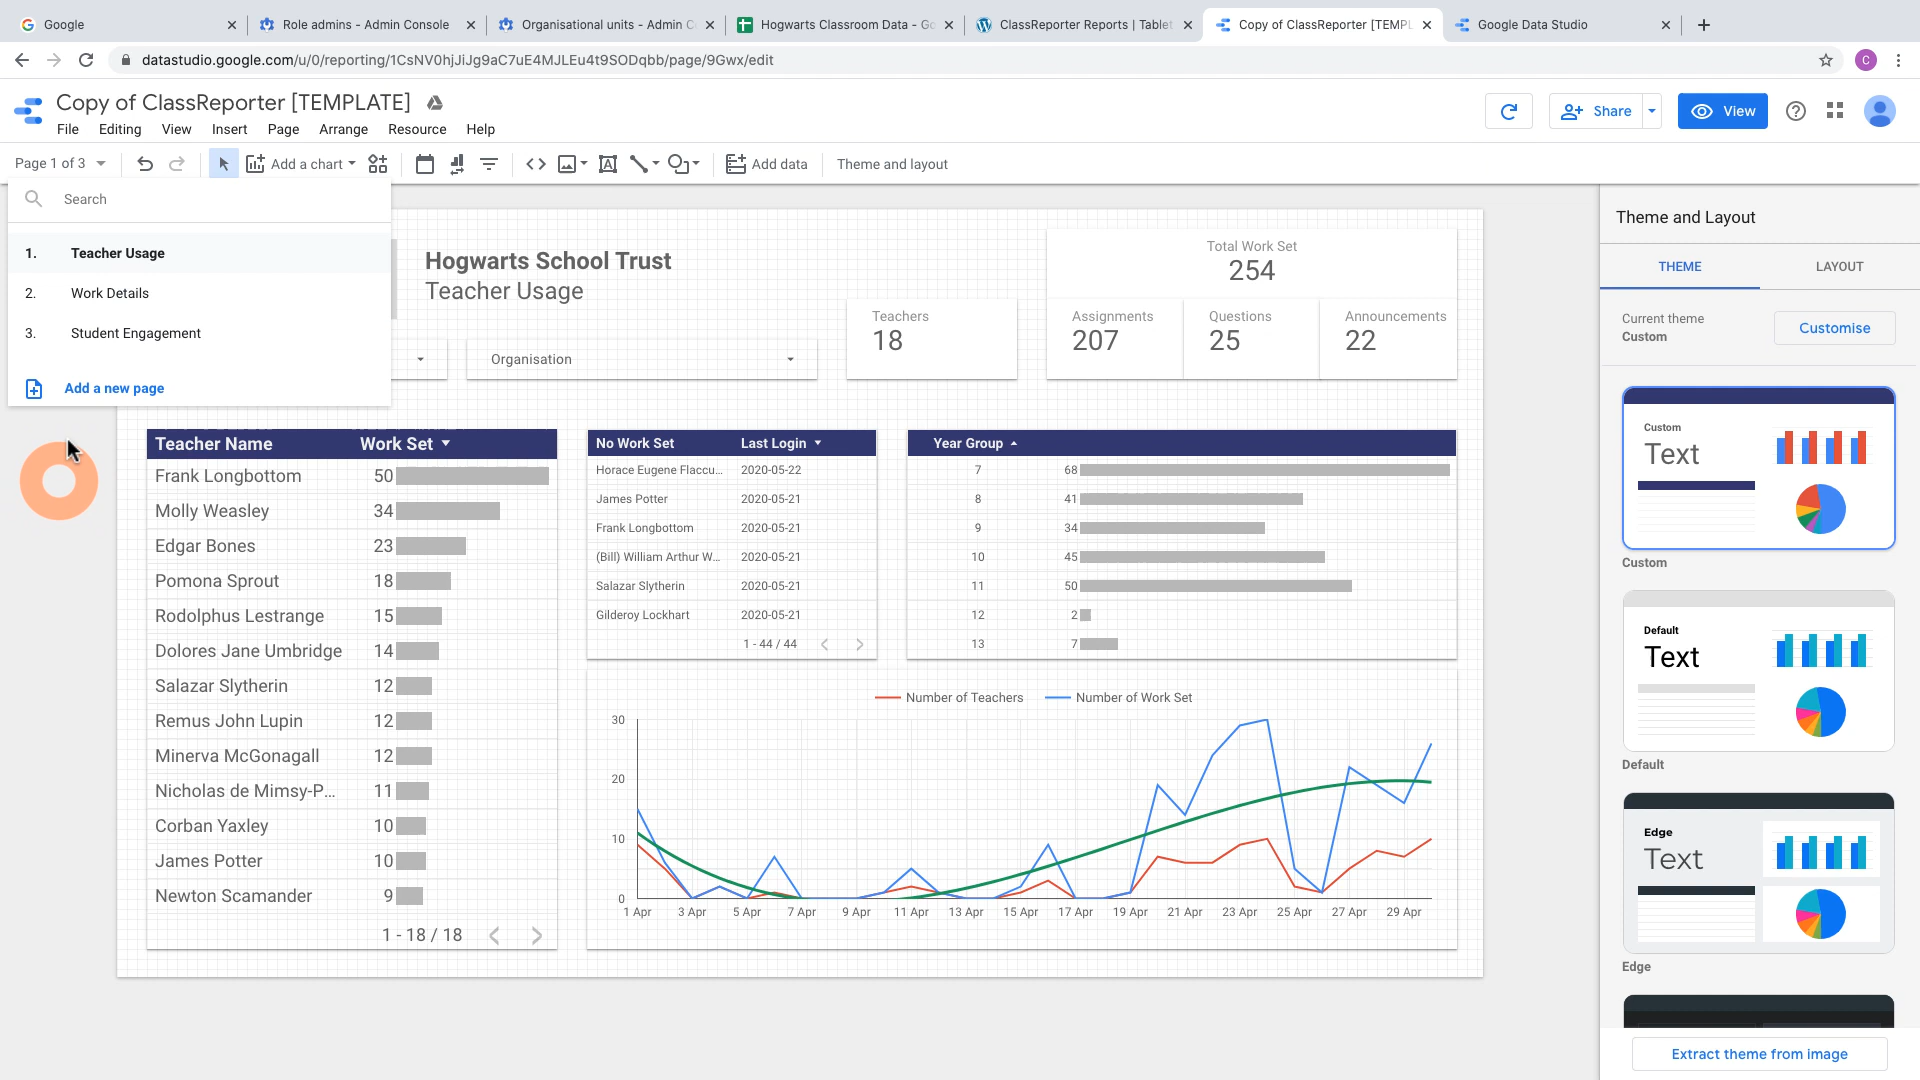 Google
Role admins - Admin Console
Organisational units - Admin C
Hogwarts Classroom Data - Go
ClassReporter Reports | Tablet
Copy of ClassReporter [TEMPL
Google Data Studio
datastudio.google.com/u/0/reporting/1CsNV0hjJiJg9aC7uE4MJLEu4t9SODqbb/page/9Gwx/edit
C
Copy of ClassReporter [TEMPLATE]
File Editing View Insert Page Arrange Resource Help
Share
View
Page 1 of 3
Add a chart
Add data
Theme and layout
Search
1. Teacher Usage
2. Work Details
3. Student Engagement
Add a new page
Hogwarts School Trust
Teacher Usage
Organisation
Teachers
18
Total Work Set
254
Assignments
207
Questions
25
Announcements
22
Teacher Name Work Set
Frank Longbottom 50
Molly Weasley 34
Edgar Bones 23
Pomona Sprout 18
Rodolphus Lestrange 15
Dolores Jane Umbridge 14
Salazar Slytherin 12
Remus John Lupin 12
Minerva McGonagall 12
Nicholas de Mimsy-P... 11
Corban Yaxley 10
James Potter 10
Newton Scamander 9
1 - 18 / 18
No Work Set Last Login
Horace Eugene Flaccu... 2020-05-22
James Potter 2020-05-21
Frank Longbottom 2020-05-21
(Bill) William Arthur W... 2020-05-21
Salazar Slytherin 2020-05-21
Gilderoy Lockhart 2020-05-21
1 - 44 / 44
Year Group
7 68
8 41
9 34
10 45
11 50
12 2
13 7
Number of Teachers Number of Work Set
30
20
10
0
1 Apr 3 Apr 5 Apr 7 Apr 9 Apr 11 Apr 13 Apr 15 Apr 17 Apr 19 Apr 21 Apr 23 Apr 25 Apr 27 Apr 29 Apr
Theme and Layout
THEME LAYOUT
Current theme
Custom
Customise
Custom
Text
Custom
Default
Text
Default
Edge
Text
Edge
Extract theme from image